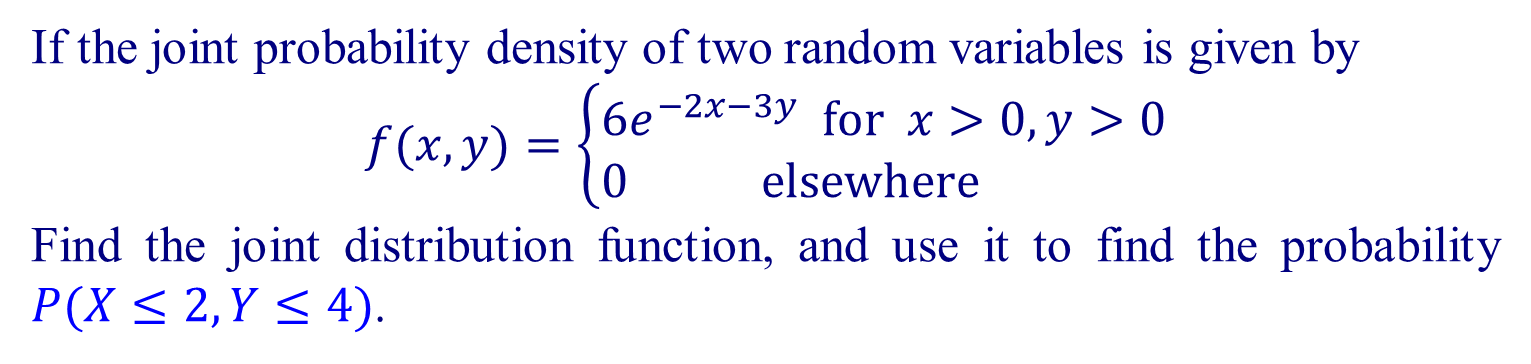 If the joint probability density of two random variables is given by
f(x, y) = {6e^{−2x−3y} for x > 0, y > 0
0 elsewhere
Find the joint distribution function, and use it to find the probability
P(X ≤ 2, Y ≤ 4).